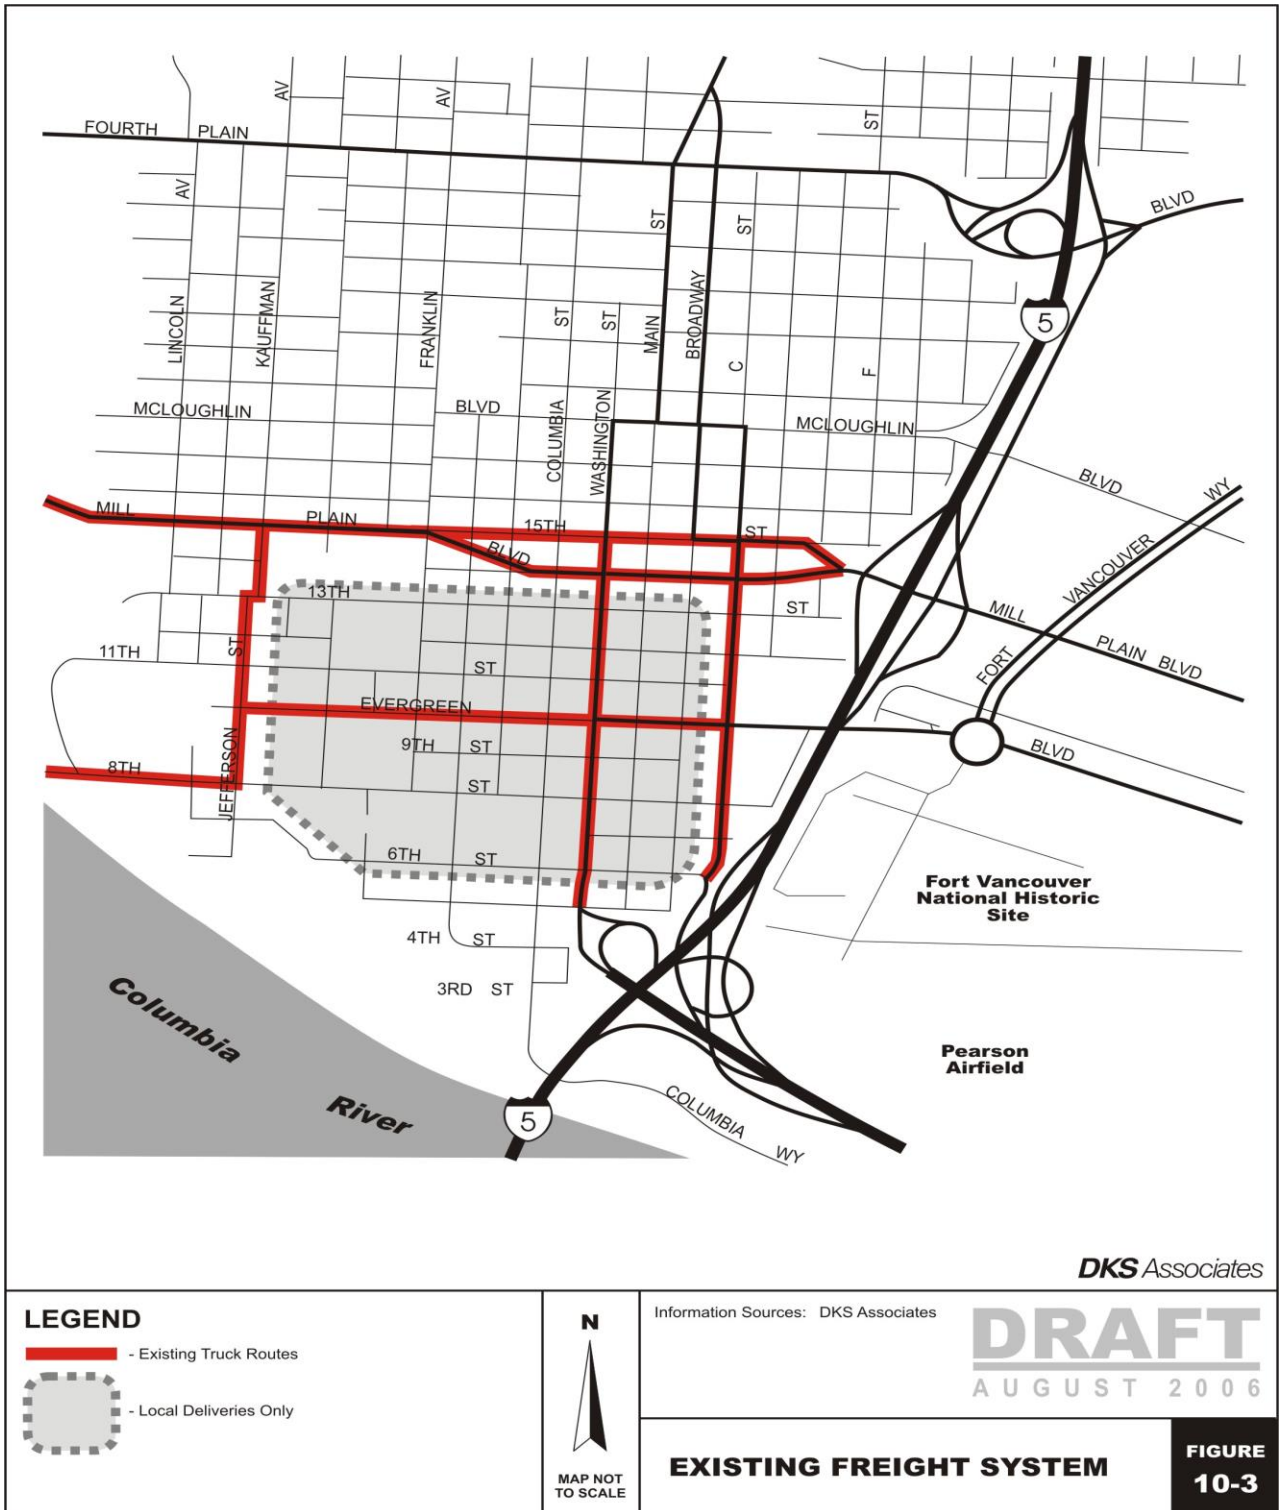 AV
AV
ST
FOURTH PLAIN
AV
BLVD
ST
ST
LINCOLN
KAUFFMAN
FRANKLIN
ST
ST
MAIN
BROADWAY
C
F
5
MCLOUGHLIN
BLVD
MCLOUGHLIN
COLUMBIA
WASHINGTON
BLVD
WY
MILL
PLAIN
15TH
ST
BLVD
VANCOUVER
13TH
ST
MILL
PLAIN BLVD
ST
11TH
ST
FORT
EVERGREEN
9TH ST
BLVD
8TH
JEFFERSON
ST
6TH
ST
Fort Vancouver
National Historic
Site
4TH ST
3RD ST
Columbia
River
Pearson
Airfield
5
COLUMBIA
WY
DKS Associates
LEGEND
- Existing Truck Routes
- Local Deliveries Only
N
MAP NOT
TO SCALE
Information Sources: DKS Associates
DRAFT
AUGUST 2006
EXISTING FREIGHT SYSTEM
FIGURE
10-3